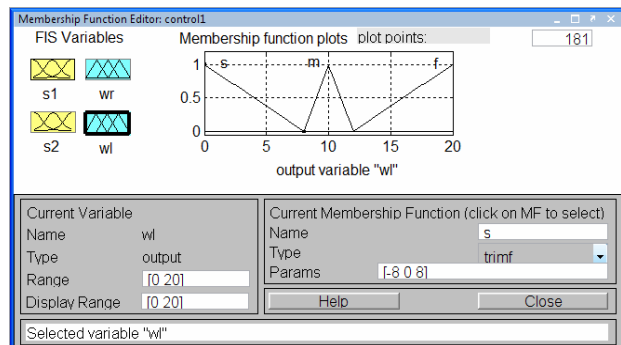 Membership Function Editor: control1
FIS Variables
Membership function plots plot points: 181
s1 wr
s2 wl
s m f
1
0.5
0
0 5 10 15 20
output variable "wl"
Current Variable
Name wl
Type output
Range [0 20]
Display Range [0 20]
Current Membership Function (click on MF to select)
Name s
Type trimf
Params [-8 0 8]
Help Close
Selected variable "wl"